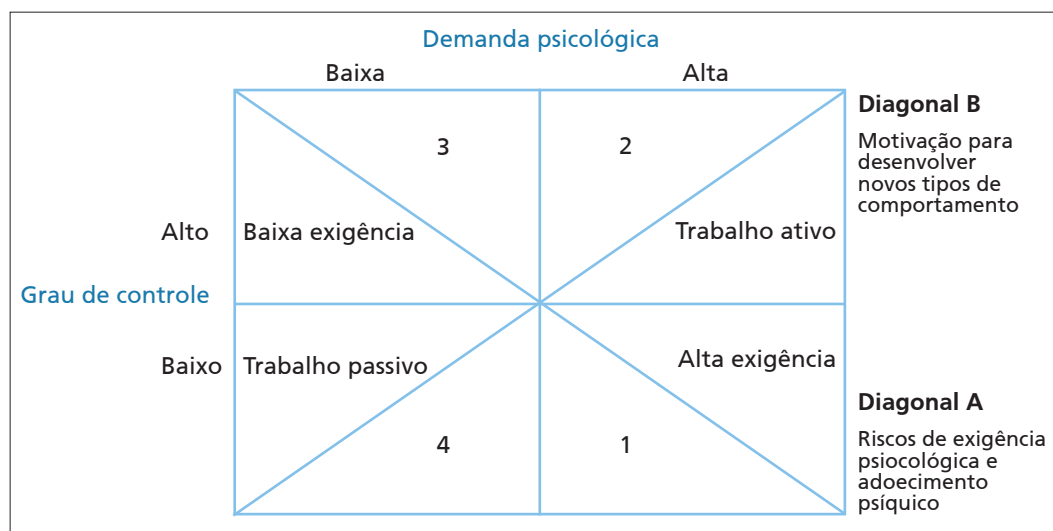 Demanda psicológica
Baixa
Alta
3
2
Diagonal B
Motivação para
desenvolver
novos tipos de
comportamento
Alto
Baixa exigência
Trabalho ativo
Grau de controle
Baixo
Trabalho passivo
Alta exigência
4
1
Diagonal A
Riscos de exigência
psiocológica e
adoecimento
psíquico